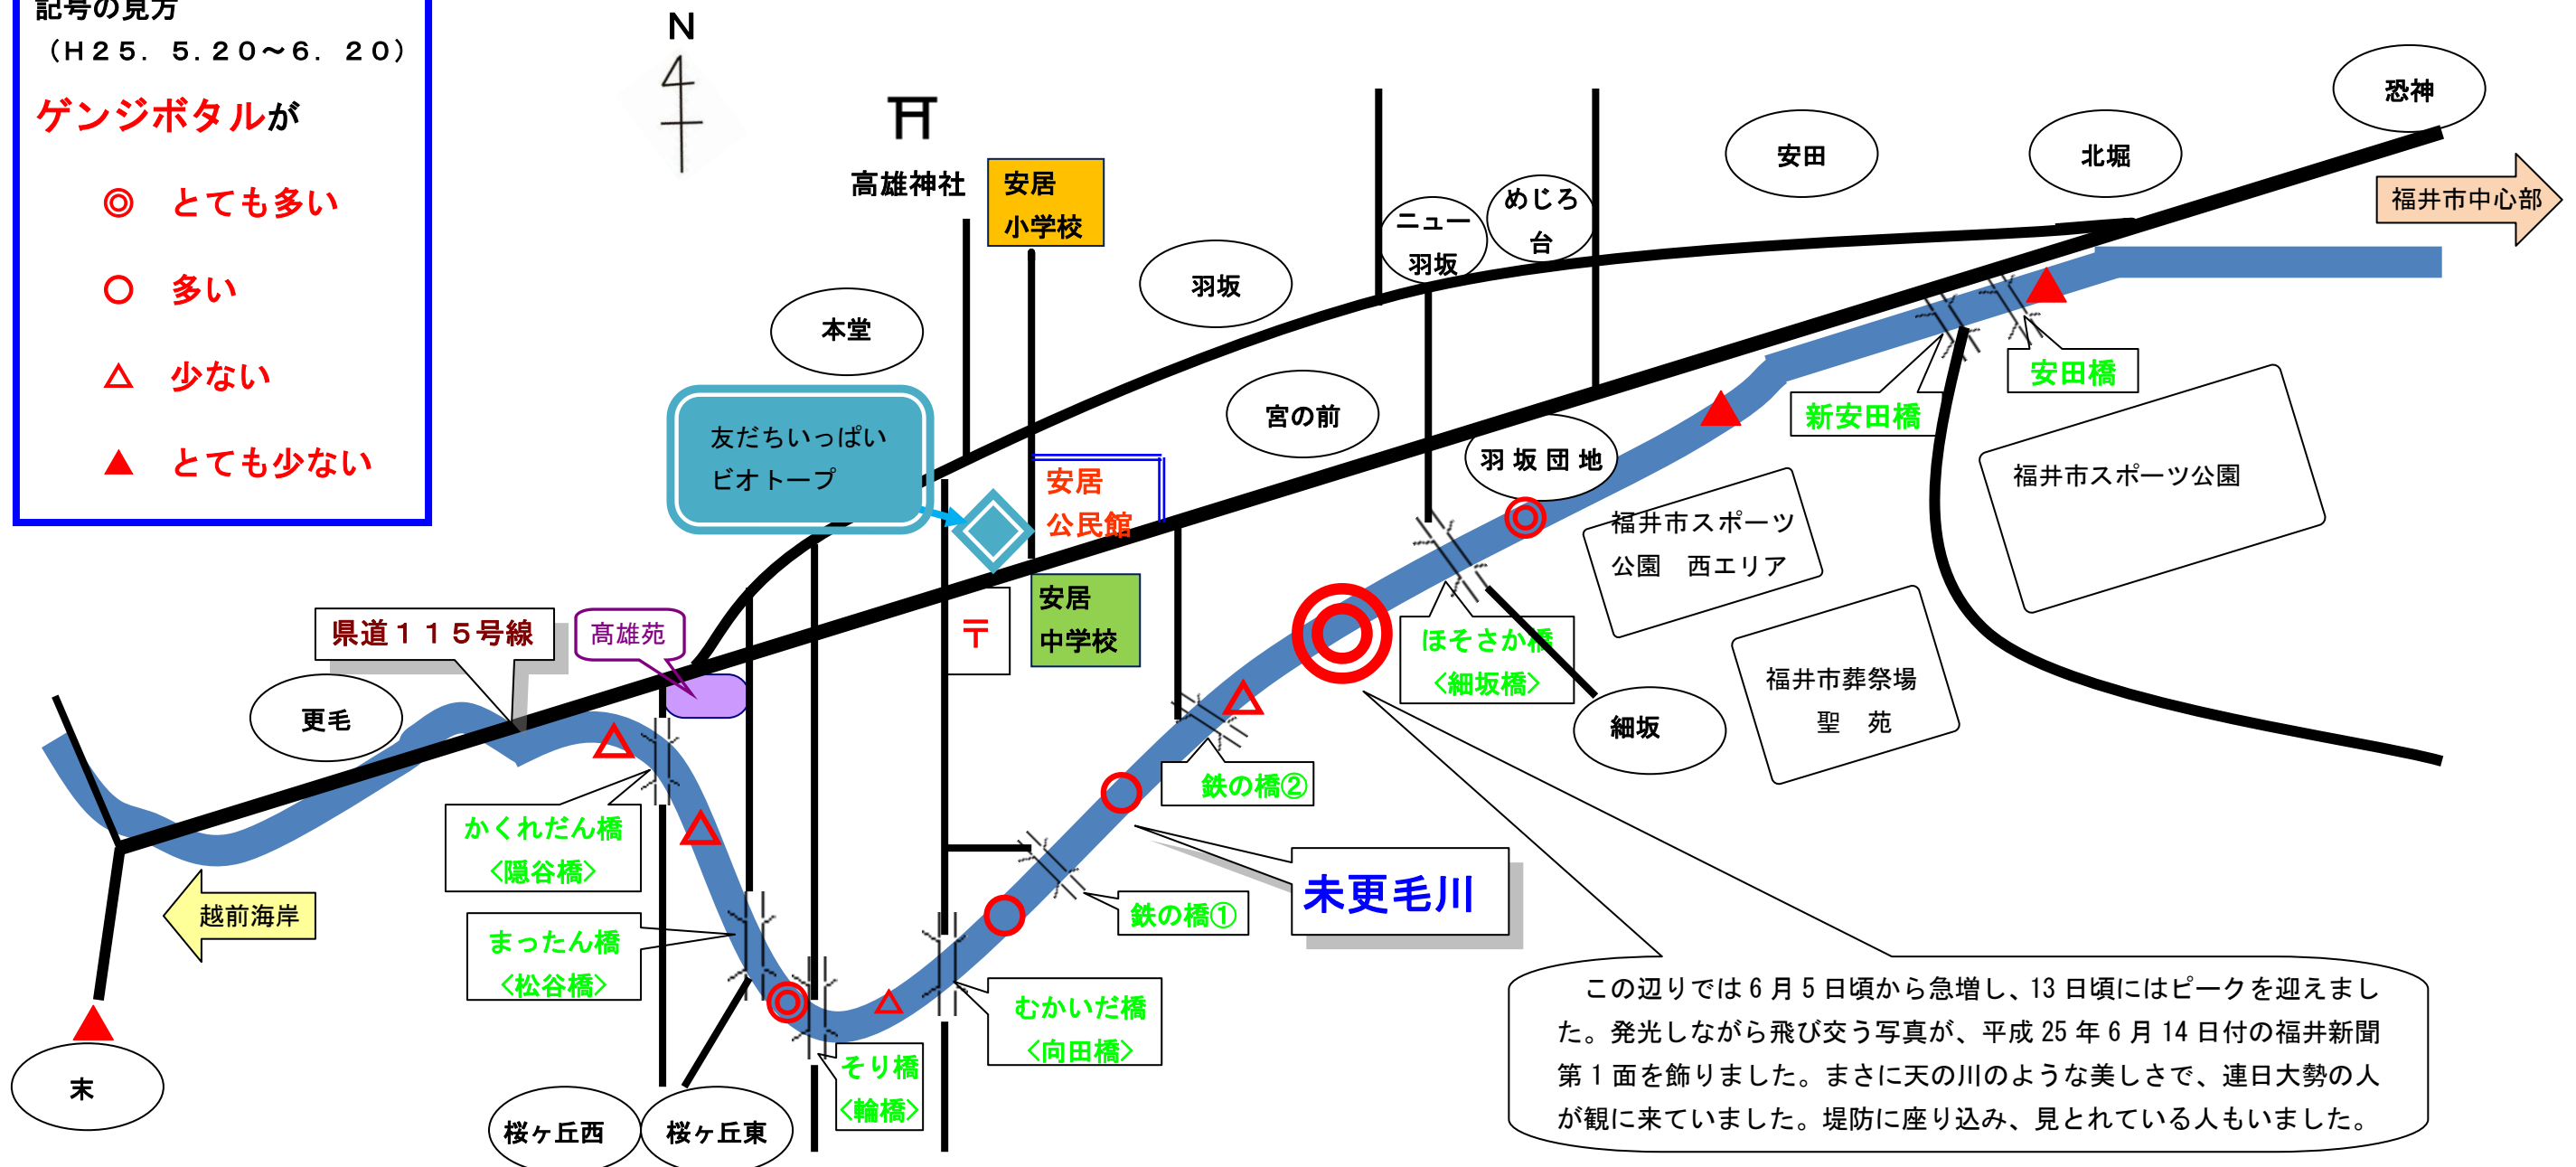 記号の見方
（H25. 5.20～6. 20）
ゲンジボタルが
◎ とても多い
○ 多い
△ 少ない
▲ とても少ない
N
高雄神社
安居
小学校
本堂
羽坂
ニュー
羽坂
めじろ
台
安田
北堀
恐神
福井市中心部
友だちいっぱい
ビオトープ
安居
公民館
宮の前
羽坂団地
新安田橋
安田橋
福井市スポーツ公園
福井市スポーツ
公園 西エリア
県道115号線
髙雄苑
〒
安居
中学校
ほそさか橋
<細坂橋>
福井市葬祭場
聖 苑
更毛
細坂
鉄の橋②
かくれだん橋
<隠谷橋>
未更毛川
鉄の橋①
越前海岸
まったん橋
<松谷橋>
むかいだ橋
<向田橋>
そり橋
<輪橋>
末
桜ヶ丘西
桜ヶ丘東
この辺りでは6月5日頃から急増し、13日頃にはピークを迎えまし
た。発光しながら飛び交う写真が、平成25年6月14日付の福井新聞
第1面を飾りました。まさに天の川のような美しさで、連日大勢の人
が観に来ていました。堤防に座り込み、見とれている人もいました。